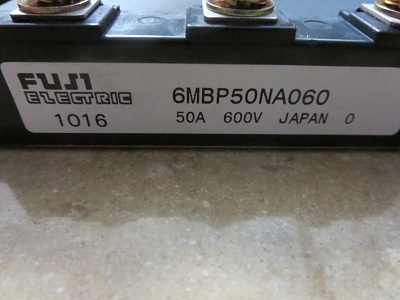 FUJI 6MBP50NA060
ELECTRIC
1016 50A 600V JAPAN 0